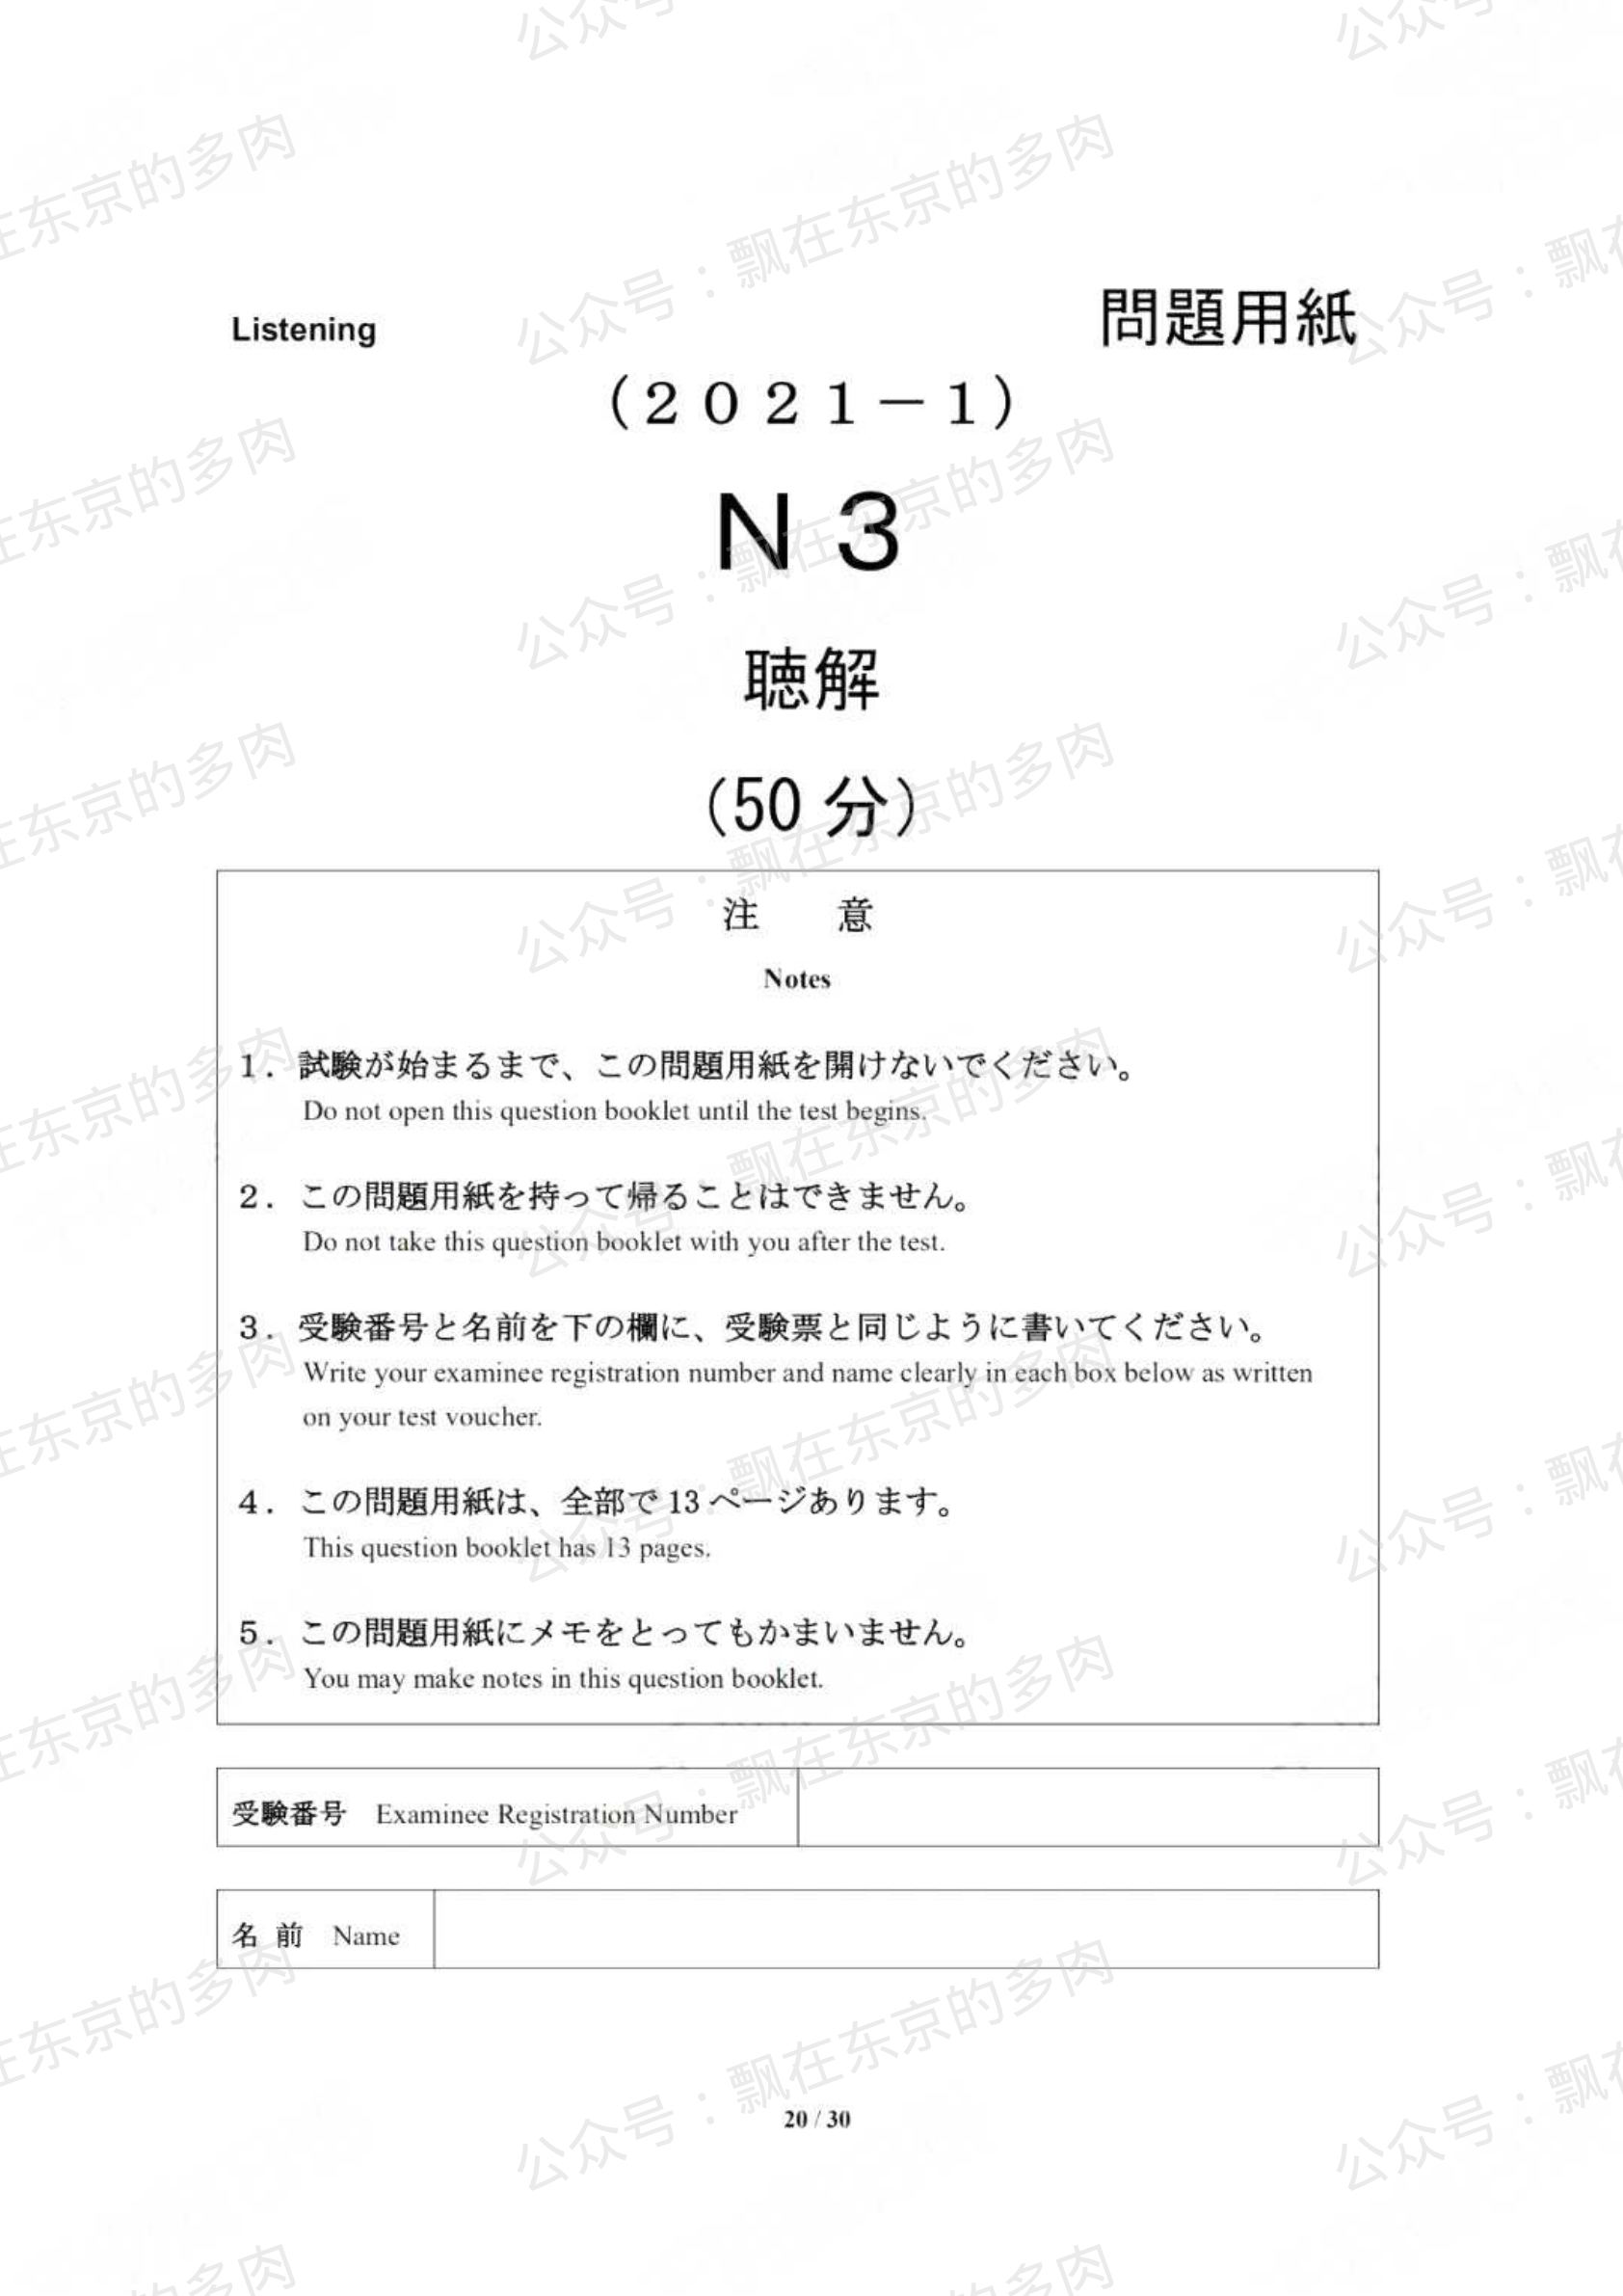 Listening
問題用紙
（２０２１－１）
N３
聴解
（50分）
注　意
Notes
1．試験が始まるまで、この問題用紙を開けないでください。
Do not open this question booklet until the test begins.
2．この問題用紙を持って帰ることはできません。
Do not take this question booklet with you after the test.
3．受験番号と名前を下の欄に、受験票と同じように書いてください。
Write your examinee registration number and name clearly in each box below as written
on your test voucher.
4．この問題用紙は、全部で13ページあります。
This question booklet has 13 pages.
5．この問題用紙にメモをとってもかまいません。
You may make notes in this question booklet.
受験番号　Examinee Registration Number
名前　Name
20 / 30
公众号：飘在东京的多肉